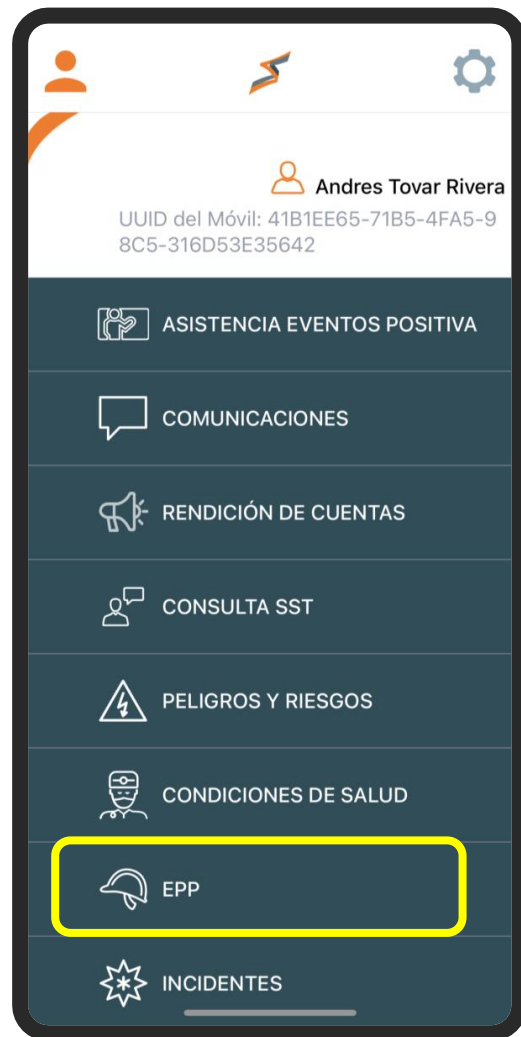 Andres Tovar Rivera
UUID del Móvil: 41B1EE65-71B5-4FA5-9
8C5-316D53E35642
ASISTENCIA EVENTOS POSITIVA
COMUNICACIONES
RENDICIÓN DE CUENTAS
CONSULTA SST
PELIGROS Y RIESGOS
CONDICIONES DE SALUD
EPP
INCIDENTES